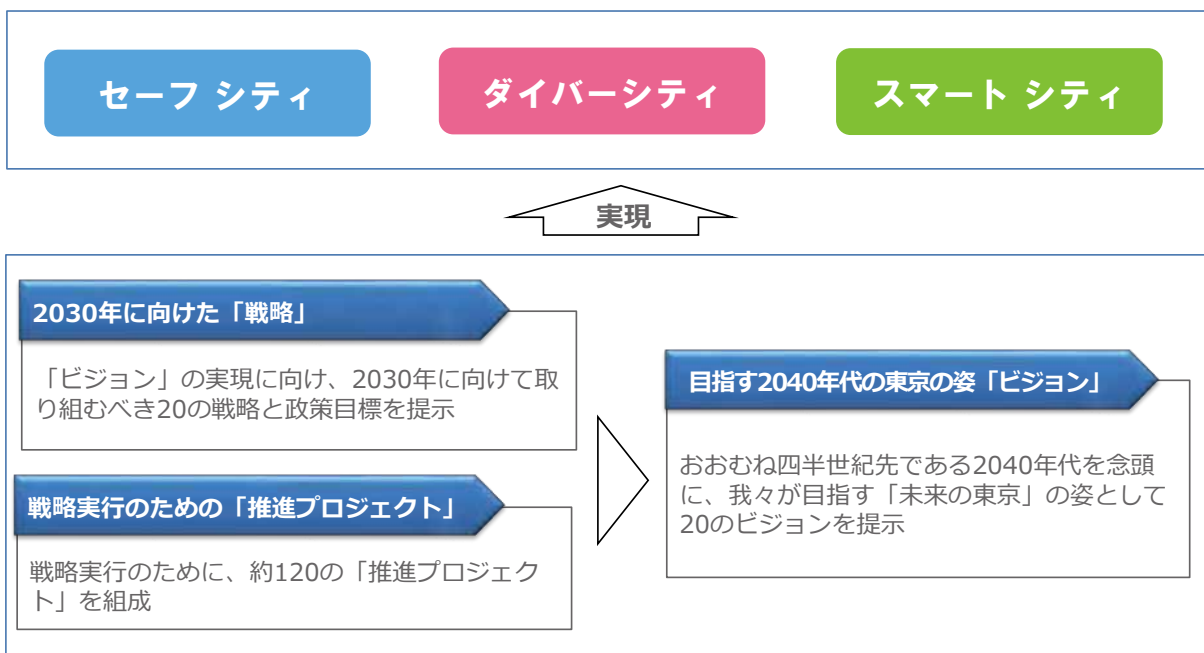 セーフ シティ
ダイバーシティ
スマート シティ
実現
2030年に向けた「戦略」
「ビジョン」の実現に向け、2030年に向けて取
り組むべき20の戦略と政策目標を提示
戦略実行のための「推進プロジェクト」
戦略実行のために、約120の「推進プロジェク
ト」を組成
目指す2040年代の東京の姿「ビジョン」
おおむね四半世紀先である2040年代を念頭
に、我々が目指す「未来の東京」の姿として
20のビジョンを提示